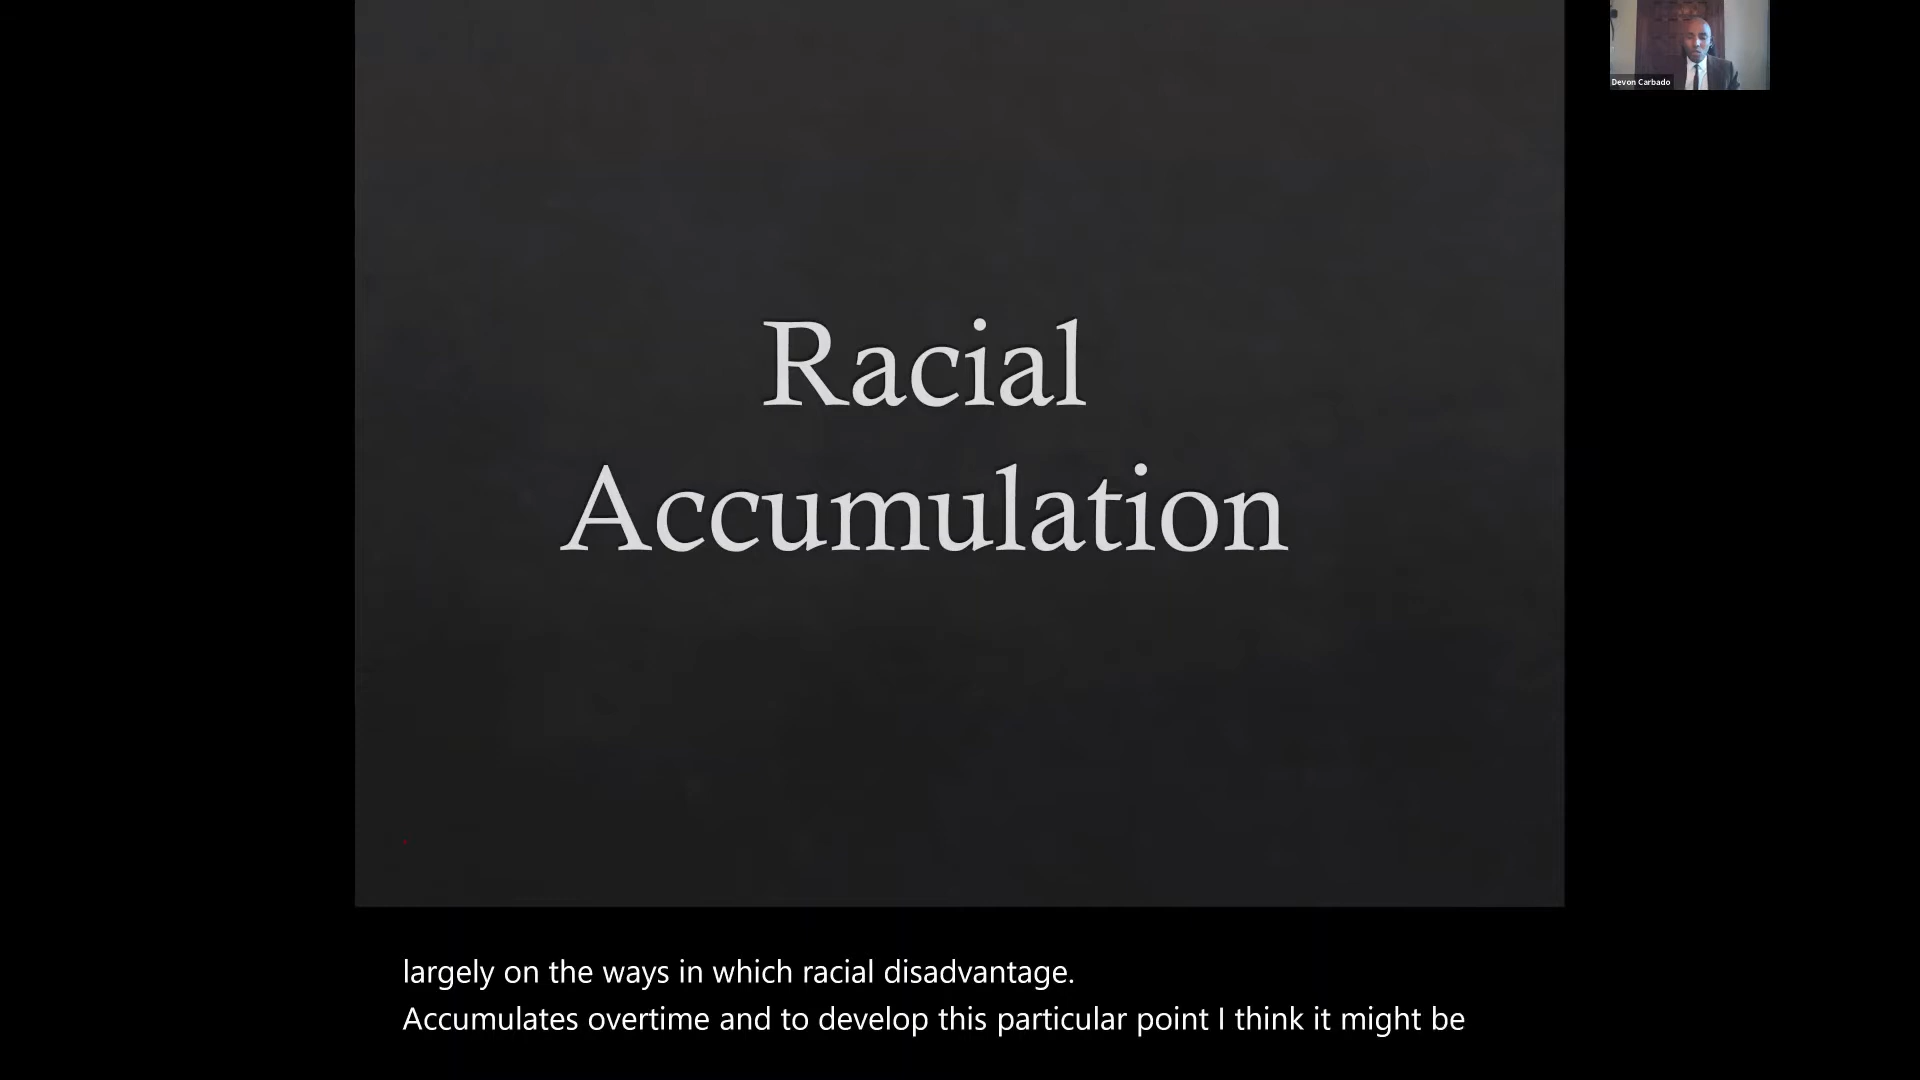 Devon Carbado
Racial
Accumulation
largely on the ways in which racial disadvantage.
Accumulates overtime and to develop this particular point I think it might be